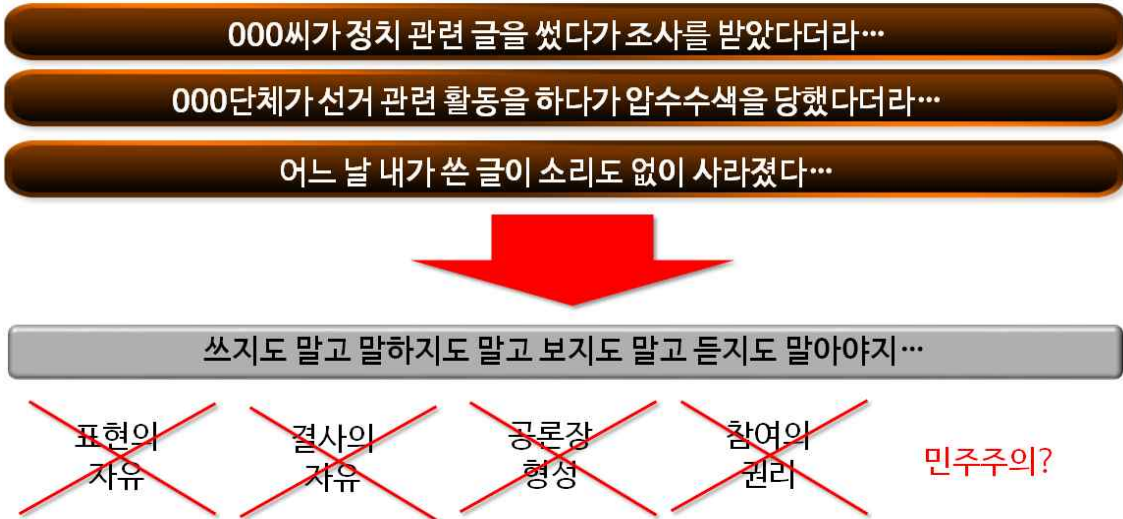 000씨가 정치 관련 글을 썼다가 조사를 받았다더라…
000단체가 선거 관련 활동을 하다가 압수수색을 당했다더라…
어느 날 내가 쓴 글이 소리도 없이 사라졌다…
쓰지도 말고 말하지도 말고 보지도 말고 듣지도 말아야지…
표현의
자유
결사의
자유
공론장
형성
참여의
권리
민주주의?